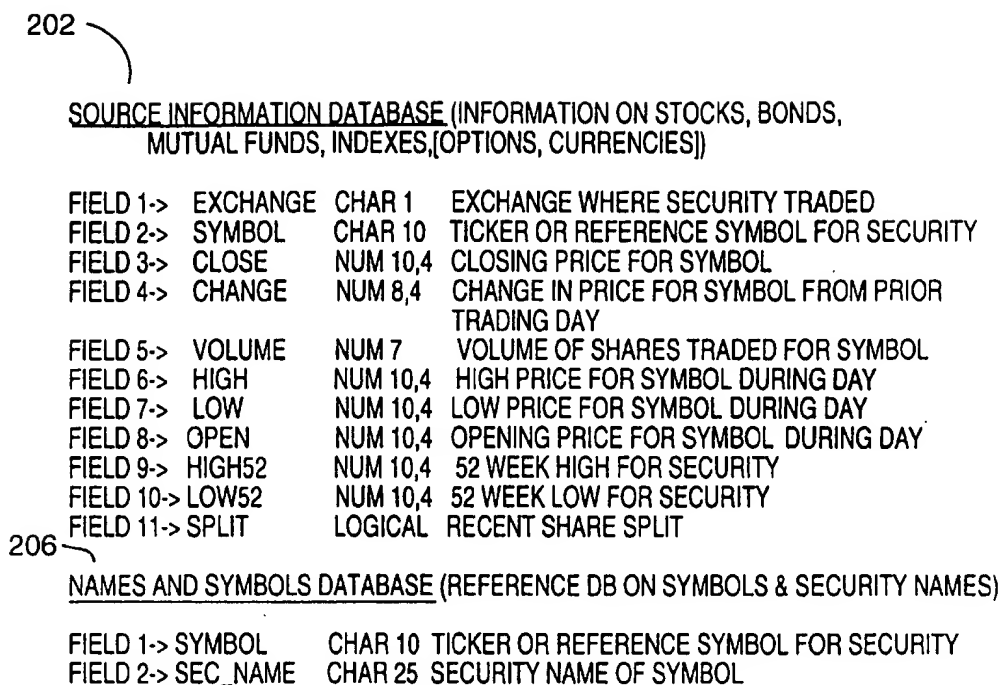 202
SOURCE INFORMATION DATABASE (INFORMATION ON STOCKS, BONDS,
MUTUAL FUNDS, INDEXES,[OPTIONS, CURRENCIES])
FIELD 1-> EXCHANGE CHAR 1 EXCHANGE WHERE SECURITY TRADED
FIELD 2-> SYMBOL CHAR 10 TICKER OR REFERENCE SYMBOL FOR SECURITY
FIELD 3-> CLOSE NUM 10,4 CLOSING PRICE FOR SYMBOL
FIELD 4-> CHANGE NUM 8,4 CHANGE IN PRICE FOR SYMBOL FROM PRIOR
TRADING DAY
FIELD 5-> VOLUME NUM 7 VOLUME OF SHARES TRADED FOR SYMBOL
FIELD 6-> HIGH NUM 10,4 HIGH PRICE FOR SYMBOL DURING DAY
FIELD 7-> LOW NUM 10,4 LOW PRICE FOR SYMBOL DURING DAY
FIELD 8-> OPEN NUM 10,4 OPENING PRICE FOR SYMBOL DURING DAY
FIELD 9-> HIGH52 NUM 10,4 52 WEEK HIGH FOR SECURITY
FIELD 10-> LOW52 NUM 10,4 52 WEEK LOW FOR SECURITY
FIELD 11-> SPLIT LOGICAL RECENT SHARE SPLIT
206
NAMES AND SYMBOLS DATABASE (REFERENCE DB ON SYMBOLS & SECURITY NAMES)
FIELD 1-> SYMBOL CHAR 10 TICKER OR REFERENCE SYMBOL FOR SECURITY
FIELD 2-> SEC_NAME CHAR 25 SECURITY NAME OF SYMBOL